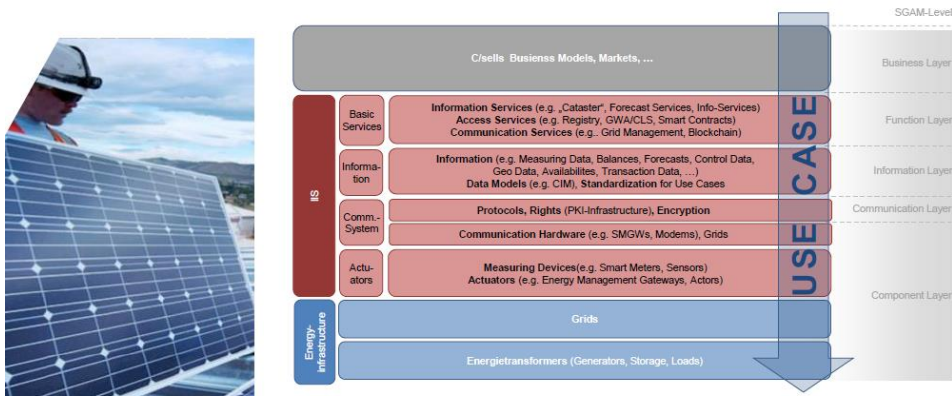 SGAM-Level
C/sells Busienss Models, Markets, ...
Business Layer
USE CASE
IIS
Basic
Services
Information Services (e.g. „Cataster“, Forecast Services, Info-Services)
Access Services (e.g. Registry, GWA/CLS, Smart Contracts)
Communication Services (e.g.. Grid Management, Blockchain)
Function Layer
Informa-
tion
Information (e.g. Measuring Data, Balances, Forecasts, Control Data,
Geo Data, Availabilites, Transaction Data, ...)
Data Models (e.g. CIM), Standardization for Use Cases
Information Layer
Comm.-
System
Protocols, Rights (PKI-Infrastructure), Encryption
Communication Layer
Communication Hardware (e.g. SMGWs, Modems), Grids
Actu-
ators
Measuring Devices(e.g. Smart Meters, Sensors)
Actuators (e.g. Energy Management Gateways, Actors)
Component Layer
Energy-
infrastructure
Grids
Energietransformers (Generators, Storage, Loads)